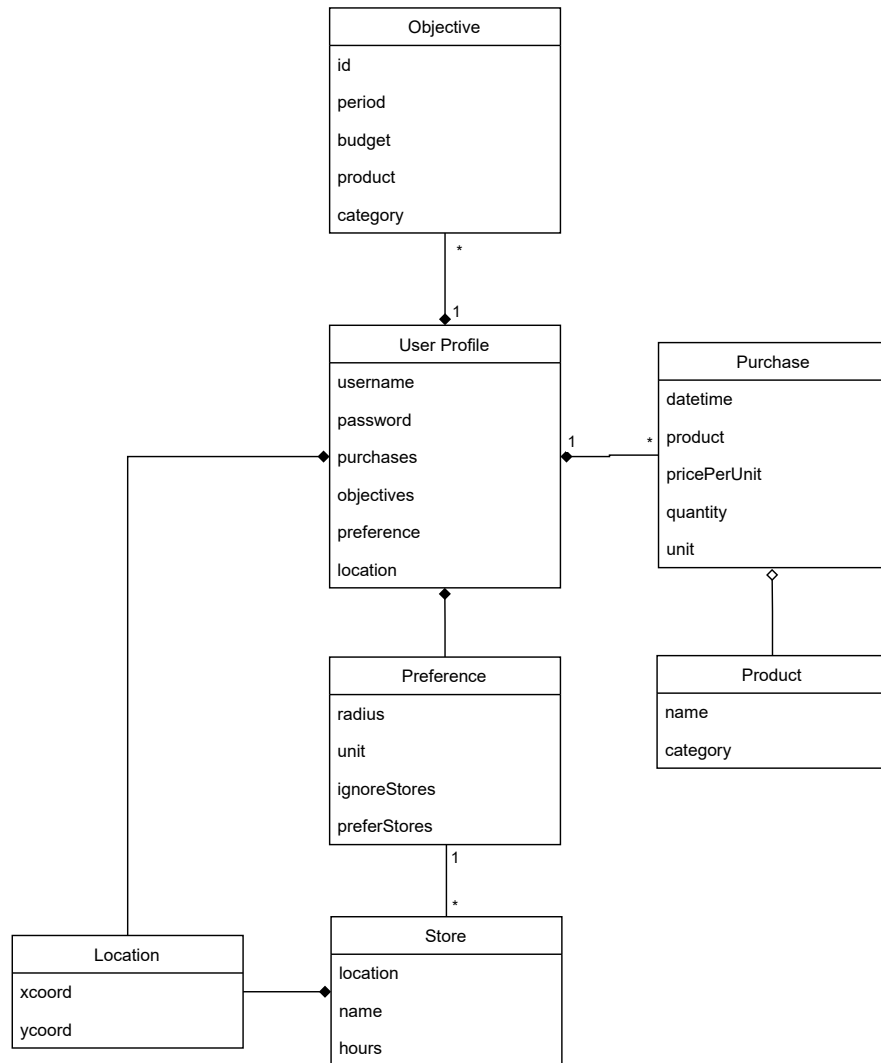 Objective
id
period
budget
product
category
*
1
User Profile
username
password
purchases
objectives
preference
location
1
*
Purchase
datetime
product
pricePerUnit
quantity
unit
Product
name
category
Preference
radius
unit
ignoreStores
preferStores
1
*
Store
location
name
hours
Location
xcoord
ycoord